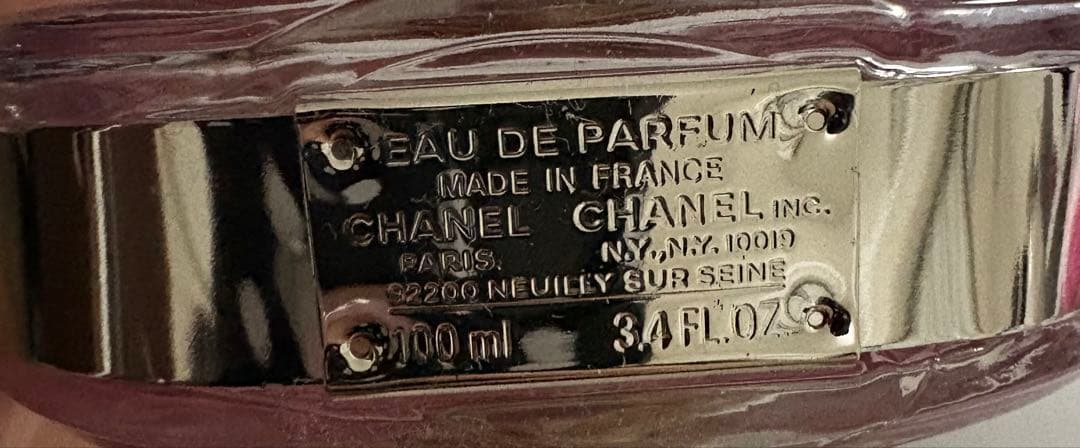 EAU DE PARFUM
MADE IN FRANCE
CHANEL CHANEL INC.
PARIS. N.Y., N.Y. 10019
92200 NEUILLY SUR SEINE
100 ml 3.4 FL.OZ.